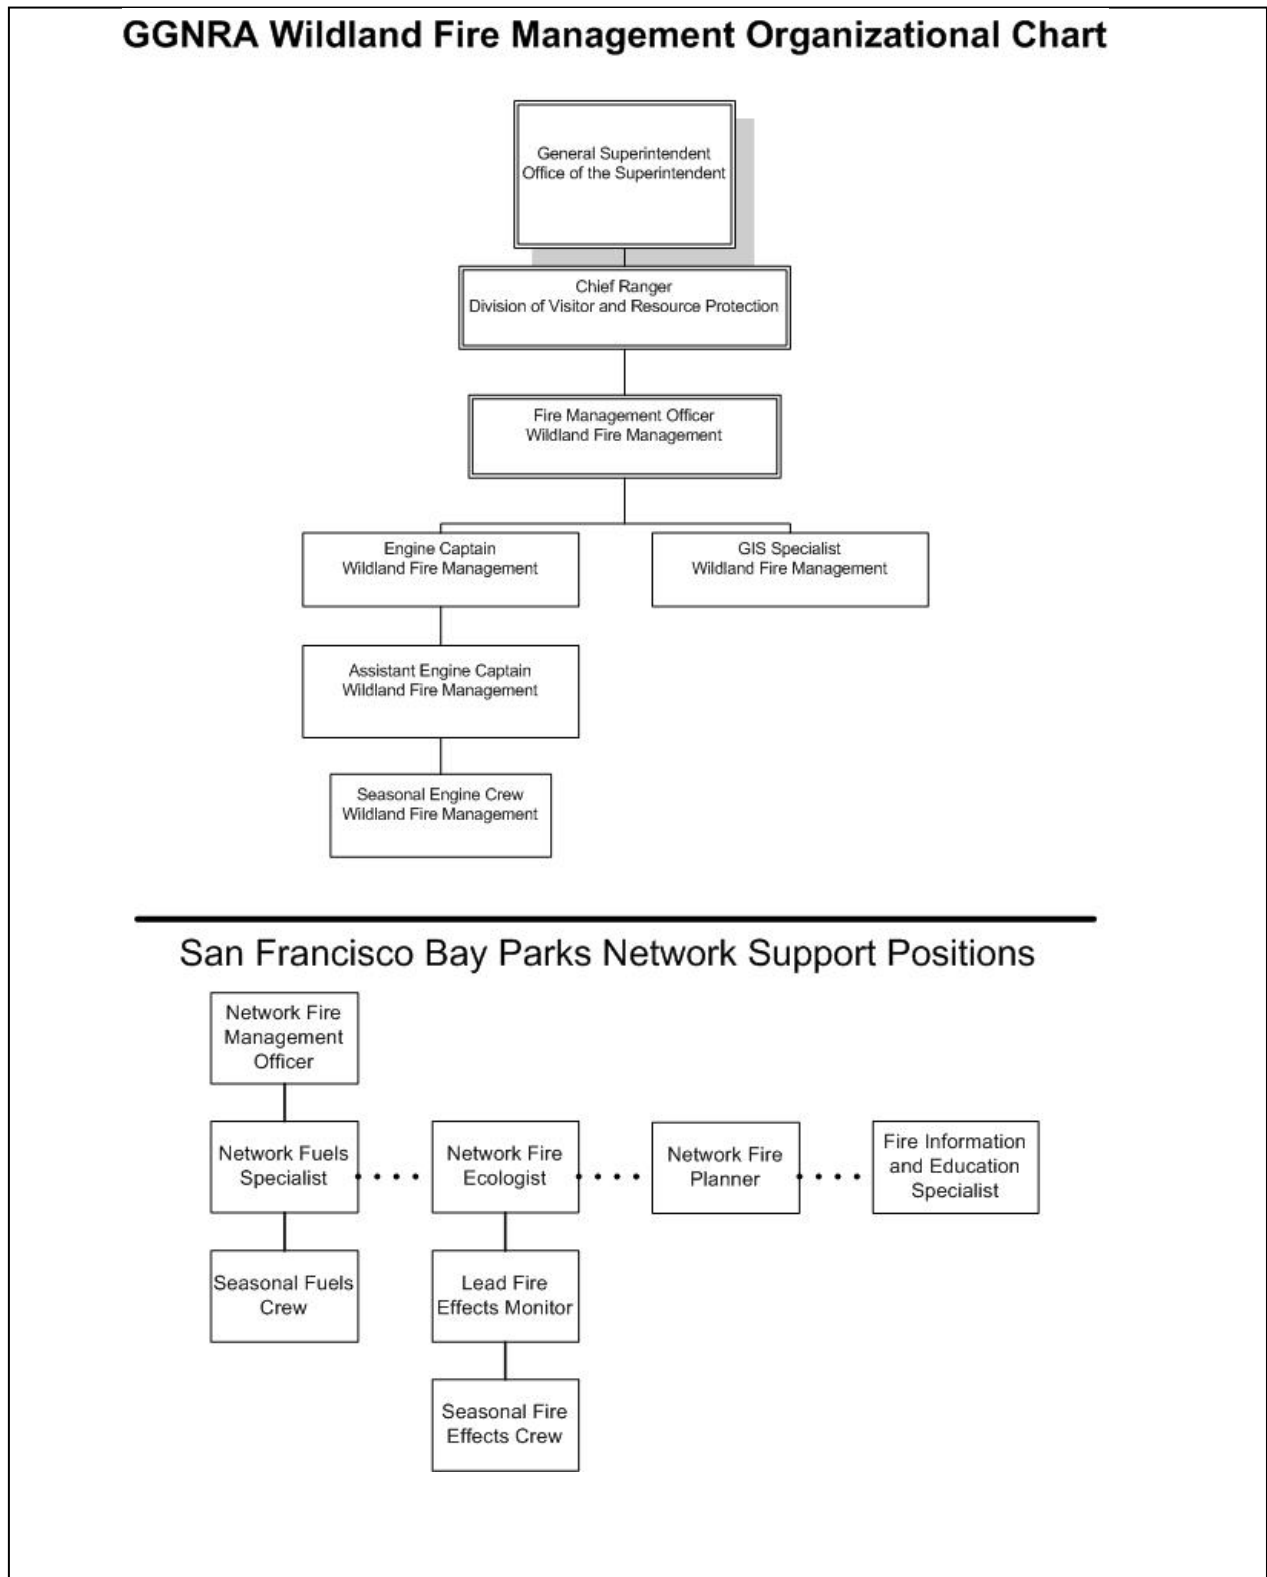 GGNRA Wildland Fire Management Organizational Chart
General Superintendent
Office of the Superintendent
Chief Ranger
Division of Visitor and Resource Protection
Fire Management Officer
Wildland Fire Management
Engine Captain
Wildland Fire Management
GIS Specialist
Wildland Fire Management
Assistant Engine Captain
Wildland Fire Management
Seasonal Engine Crew
Wildland Fire Management
San Francisco Bay Parks Network Support Positions
Network Fire
Management
Officer
Network Fuels
Specialist
Network Fire
Ecologist
Network Fire
Planner
Fire Information
and Education
Specialist
Seasonal Fuels
Crew
Lead Fire
Effects Monitor
Seasonal Fire
Effects Crew